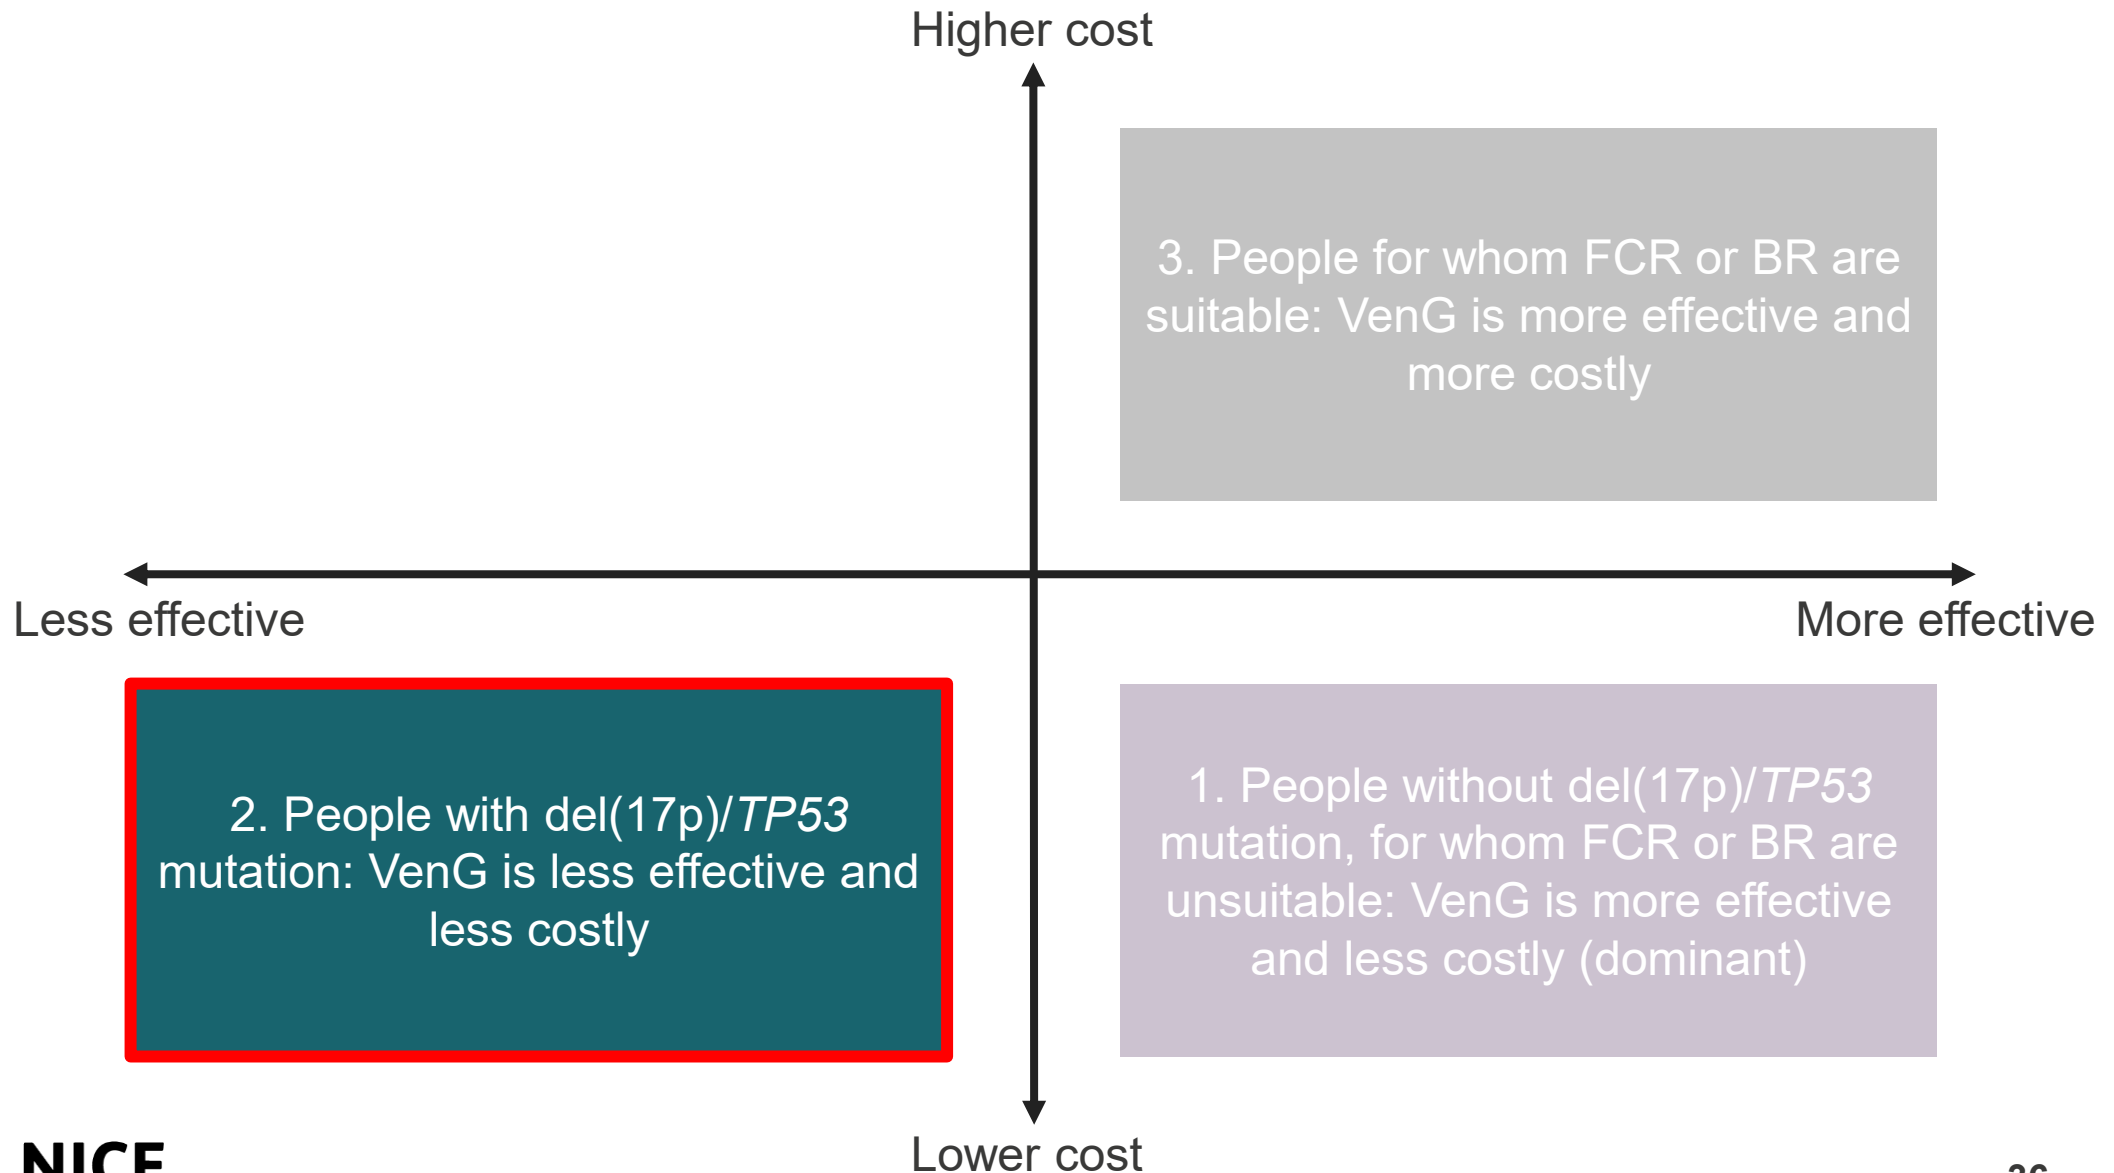 Higher cost
3. People for whom FCR or BR are
suitable: VenG is more effective and
more costly
Less effective
More effective
2. People with del(17p)/TP53
mutation: VenG is less effective and
less costly
1. People without del(17p)/TP53
mutation, for whom FCR or BR are
unsuitable: VenG is more effective
and less costly (dominant)
Lower cost
NICE
36